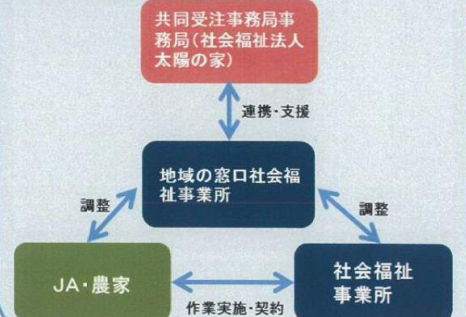 共同受注事務局事
務局(社会福祉法人
太陽の家)
連携・支援
地域の窓口社会福
祉事業所
調整
調整
JA・農家
社会福祉
事業所
作業実施・契約